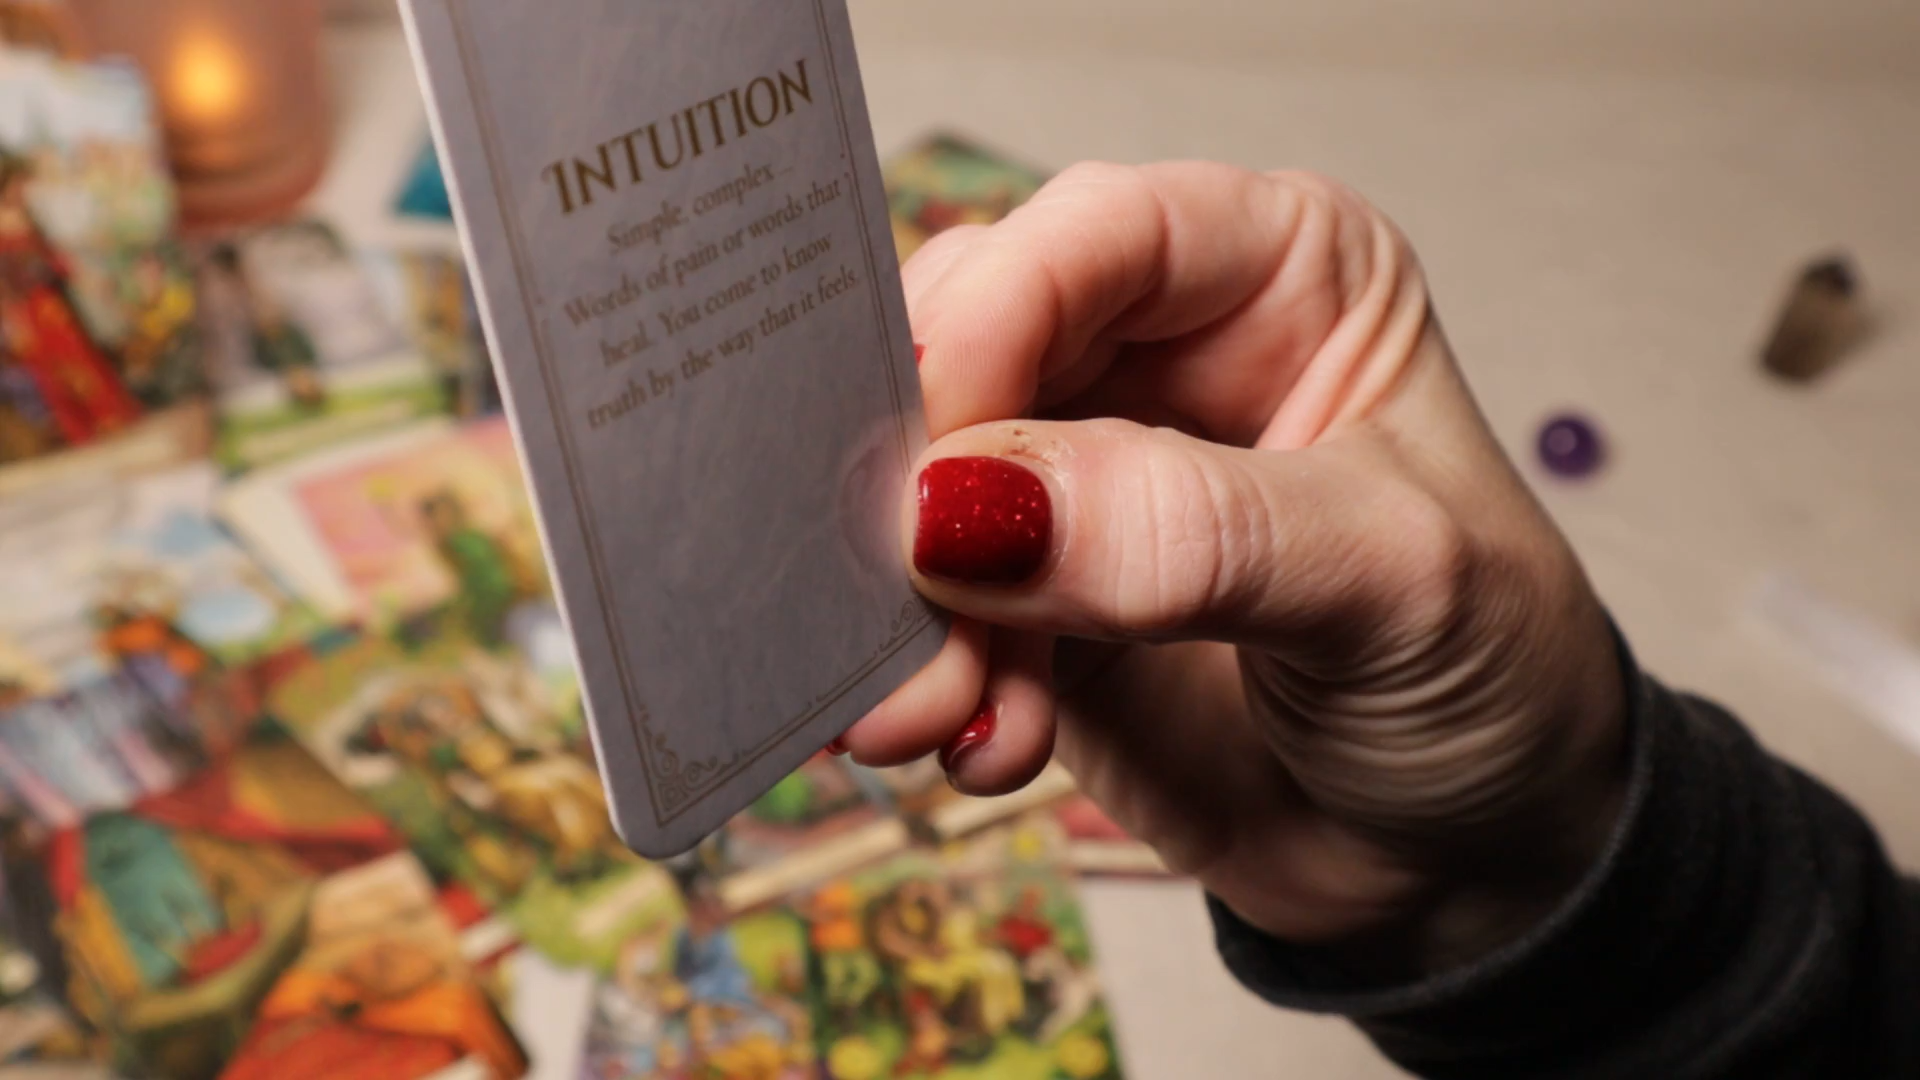 INTUITION
Simple, complex –
Words of pain or words that
heal. You come to know
truth by the way that it feels.